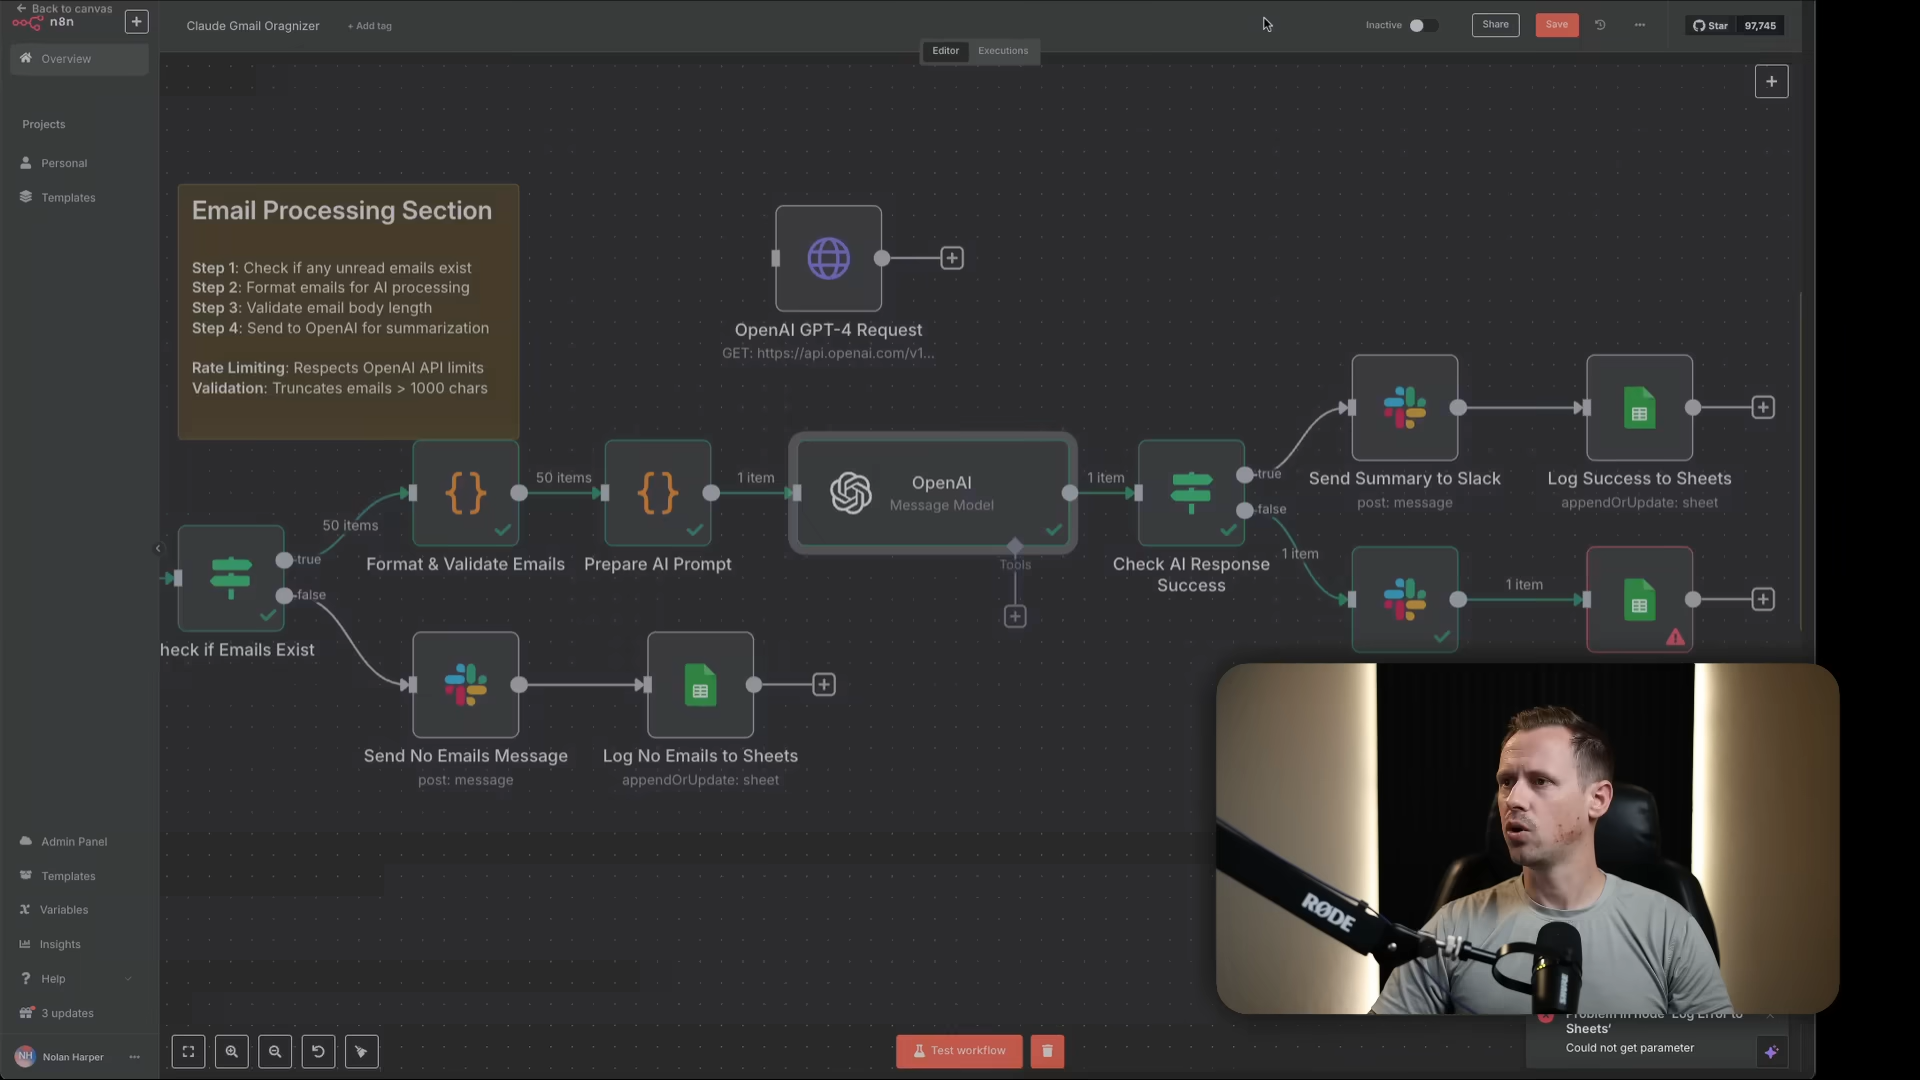 Back to canvas
n8n
Claude Gmail Oragnizer
+ Add tag
Inactive
Share
Save
Star
97,745
Editor
Executions
Overview
Projects
Personal
Templates
Email Processing Section
Step 1: Check if any unread emails exist
Step 2: Format emails for AI processing
Step 3: Validate email body length
Step 4: Send to OpenAI for summarization
Rate Limiting: Respects OpenAI API limits
Validation: Truncates emails > 1000 chars
OpenAI GPT-4 Request
GET: https://api.openai.com/v1...
50 items
true
false
heck if Emails Exist
50 items
Format & Validate Emails
1 item
Prepare AI Prompt
OpenAI
Message Model
Tools
1 item
true
false
Check AI Response
Success
1 item
Send Summary to Slack
post: message
Log Success to Sheets
appendOrUpdate: sheet
1 item
Send No Emails Message
post: message
Log No Emails to Sheets
appendOrUpdate: sheet
RØDE
Admin Panel
Templates
Variables
Insights
Help
3 updates
NH
Nolan Harper
Test workflow
Problem in node 'Log Error to
Sheets'
Could not get parameter